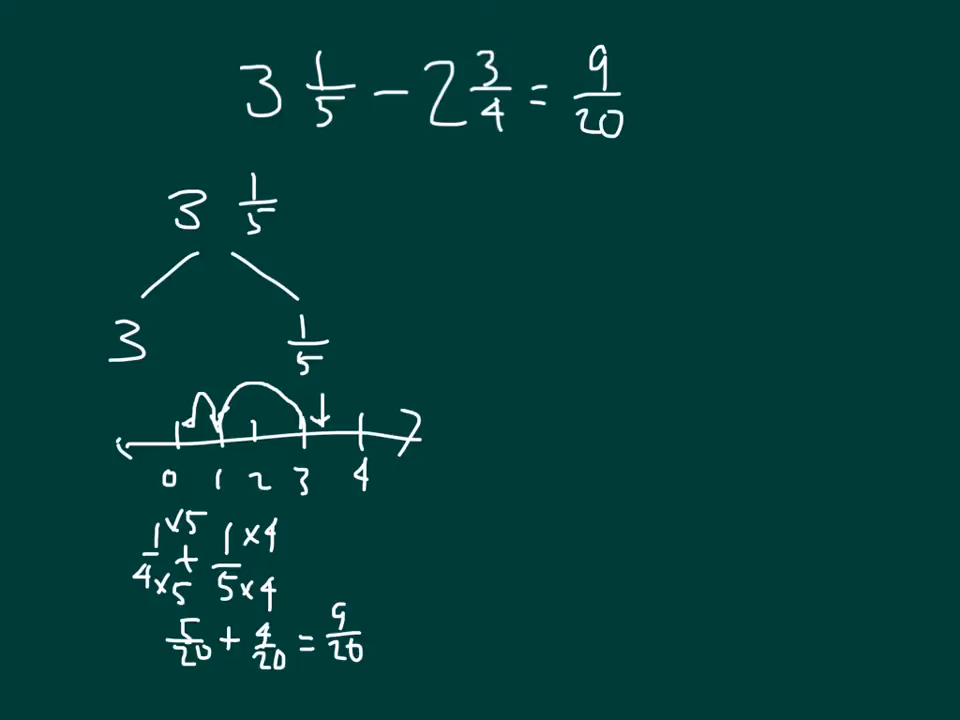 3 1/5 - 2 3/4 = 9/20
3 1/5
3 1/5
0 1 2 3 4
1×5/4×5 + 1×4/5×4
5/20 + 4/20 = 9/20